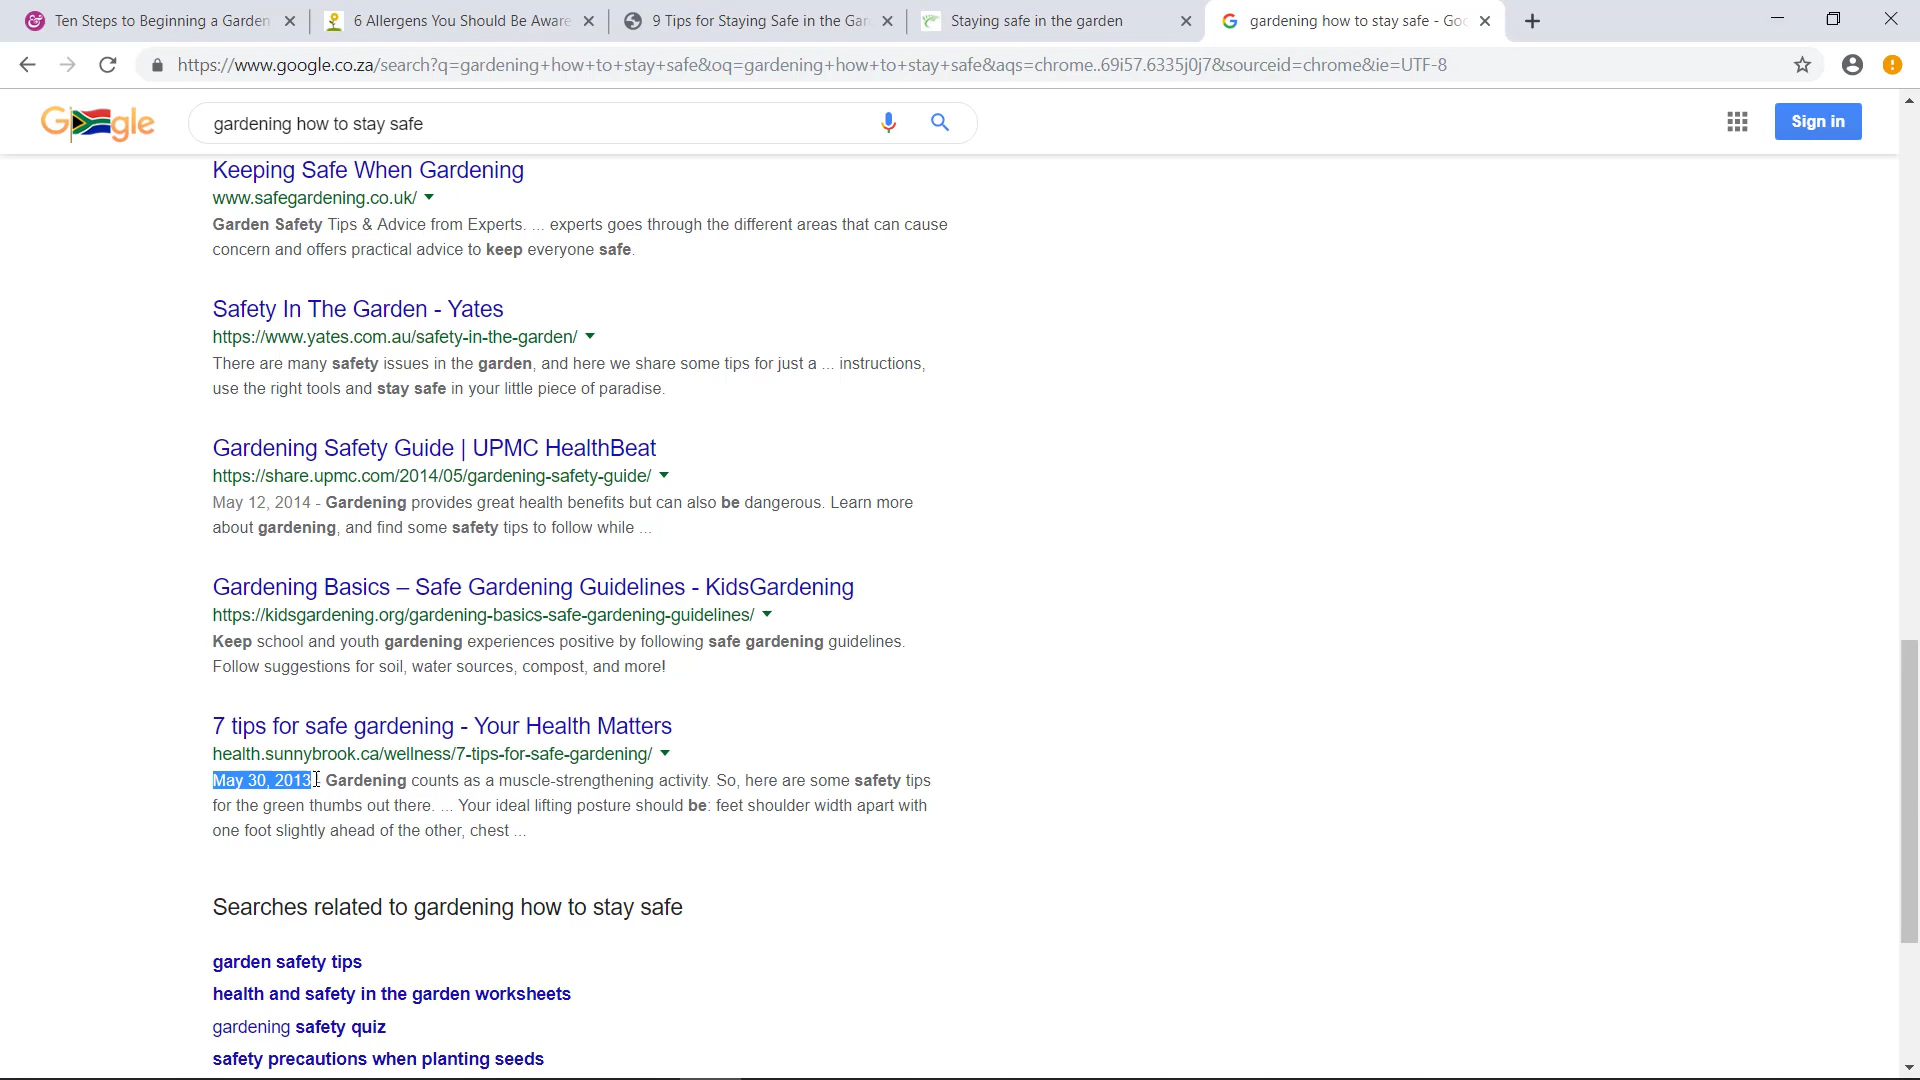 Ten Steps to Beginning a Garden
6 Allergens You Should Be Aware
9 Tips for Staying Safe in the Gar
Staying safe in the garden
gardening how to stay safe - Goo
https://www.google.co.za/search?q=gardening+how+to+stay+safe&oq=gardening+how+to+stay+safe&aqs=chrome..69i57.6335j0j7&sourceid=chrome&ie=UTF-8
Google
gardening how to stay safe
Sign in
Keeping Safe When Gardening
www.safegardening.co.uk/
Garden Safety Tips & Advice from Experts. ... experts goes through the different areas that can cause
concern and offers practical advice to keep everyone safe.
Safety In The Garden - Yates
https://www.yates.com.au/safety-in-the-garden/
There are many safety issues in the garden, and here we share some tips for just a ... instructions,
use the right tools and stay safe in your little piece of paradise.
Gardening Safety Guide | UPMC HealthBeat
https://share.upmc.com/2014/05/gardening-safety-guide/
May 12, 2014 - Gardening provides great health benefits but can also be dangerous. Learn more
about gardening, and find some safety tips to follow while ...
Gardening Basics – Safe Gardening Guidelines - KidsGardening
https://kidsgardening.org/gardening-basics-safe-gardening-guidelines/
Keep school and youth gardening experiences positive by following safe gardening guidelines.
Follow suggestions for soil, water sources, compost, and more!
7 tips for safe gardening - Your Health Matters
health.sunnybrook.ca/wellness/7-tips-for-safe-gardening/
May 30, 2013 - Gardening counts as a muscle-strengthening activity. So, here are some safety tips
for the green thumbs out there. ... Your ideal lifting posture should be: feet shoulder width apart with
one foot slightly ahead of the other, chest ...
Searches related to gardening how to stay safe
garden safety tips
health and safety in the garden worksheets
gardening safety quiz
safety precautions when planting seeds